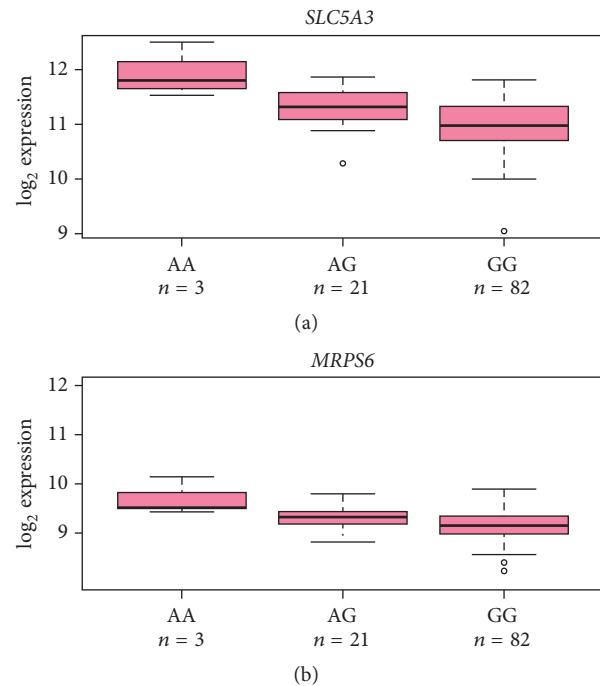 SLC5A3
12
11
10
9
log₂ expression
AA AG GG
n = 3 n = 21 n = 82
(a)
MRPS6
12
11
10
9
log₂ expression
AA AG GG
n = 3 n = 21 n = 82
(b)